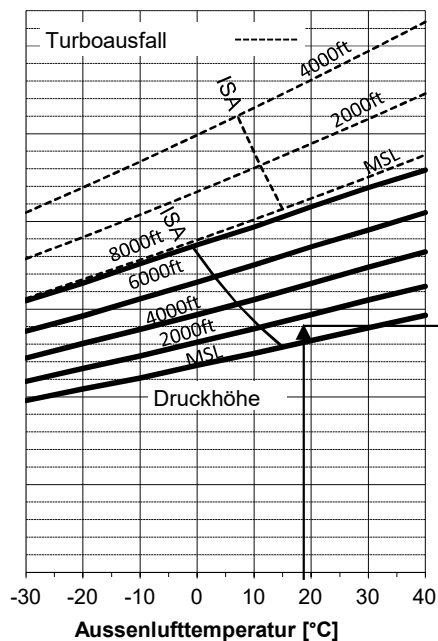 Turboausfall
4000ft
ISA
2000ft
MSL
ISA
8000ft
6000ft
4000ft
2000ft
MSL
Druckhöhe
-30 -20 -10 0 10 20 30 40
Aussenlufttemperatur [°C]